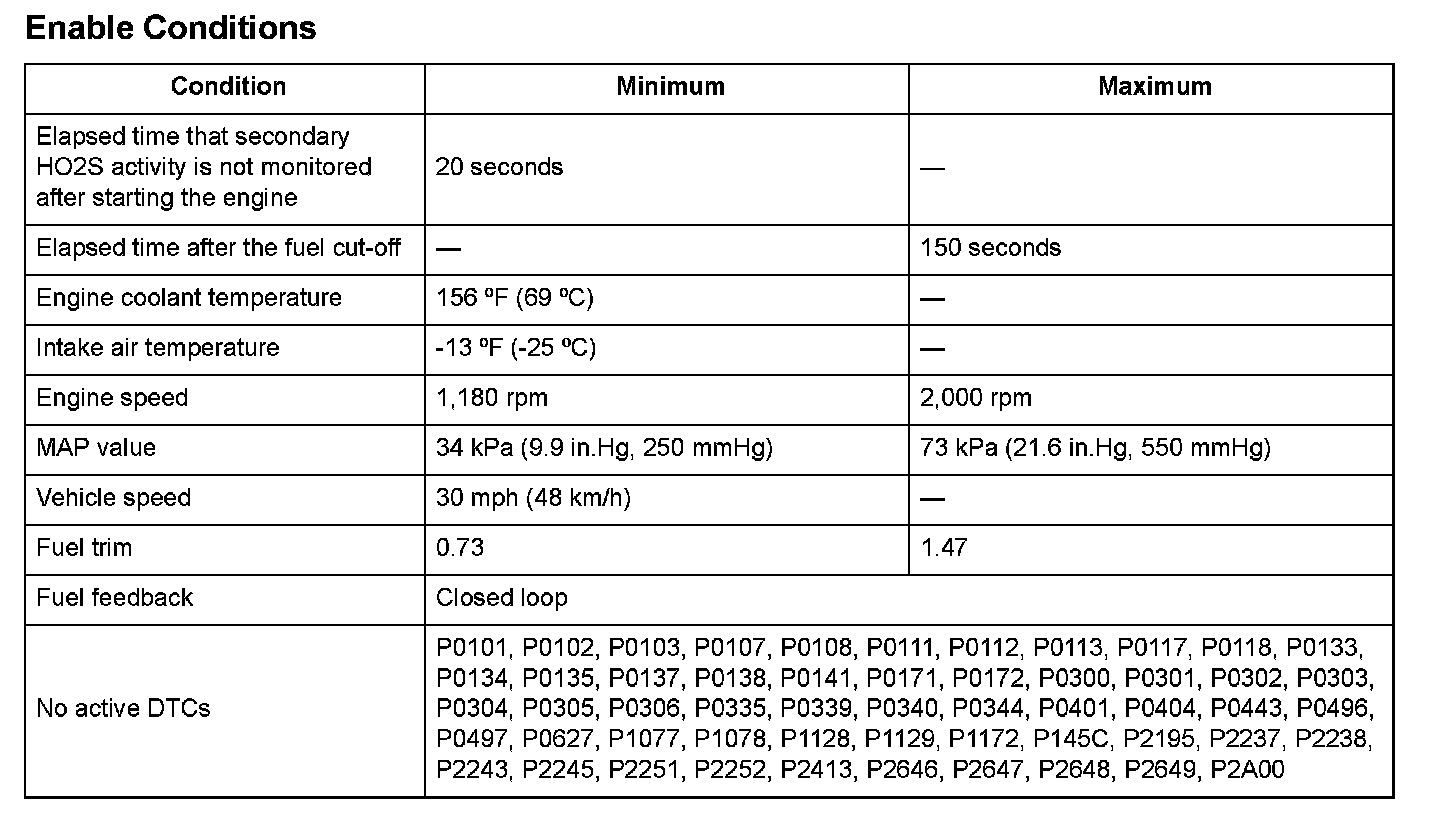 Enable Conditions
Condition Minimum Maximum
Elapsed time that secondary
HO2S activity is not monitored
after starting the engine
20 seconds —
Elapsed time after the fuel cut-off — 150 seconds
Engine coolant temperature 156 ºF (69 ºC) —
Intake air temperature -13 ºF (-25 ºC) —
Engine speed 1,180 rpm 2,000 rpm
MAP value 34 kPa (9.9 in.Hg, 250 mmHg) 73 kPa (21.6 in.Hg, 550 mmHg)
Vehicle speed 30 mph (48 km/h) —
Fuel trim 0.73 1.47
Fuel feedback Closed loop
No active DTCs
P0101, P0102, P0103, P0107, P0108, P0111, P0112, P0113, P0117, P0118, P0133,
P0134, P0135, P0137, P0138, P0141, P0171, P0172, P0300, P0301, P0302, P0303,
P0304, P0305, P0306, P0335, P0339, P0340, P0344, P0401, P0404, P0443, P0496,
P0497, P0627, P1077, P1078, P1128, P1129, P1172, P145C, P2195, P2237, P2238,
P2243, P2245, P2251, P2252, P2413, P2646, P2647, P2648, P2649, P2A00